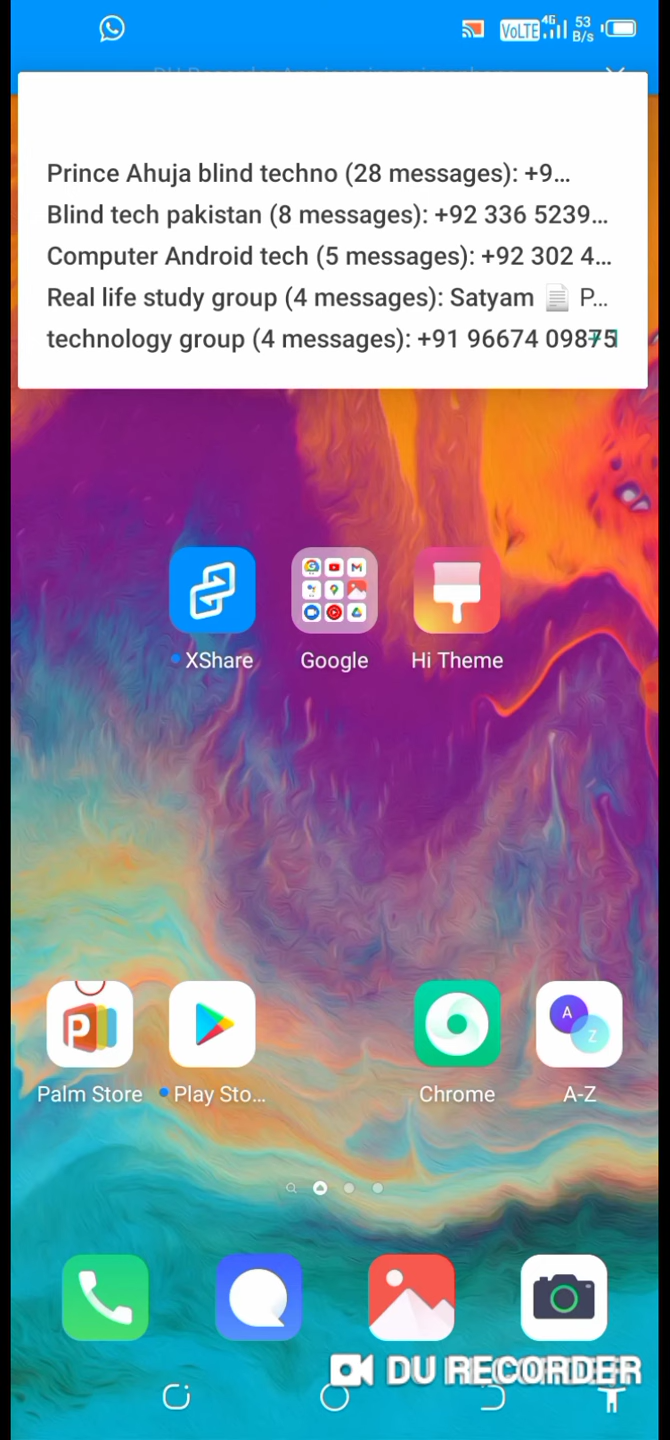 VoLTE 4G 53 B/s
Prince Ahuja blind techno (28 messages): +9...
Blind tech pakistan (8 messages): +92 336 5239...
Computer Android tech (5 messages): +92 302 4...
Real life study group (4 messages): Satyam 📄 P...
technology group (4 messages): +91 96674 09875
XShare
Google
Hi Theme
P
A
Z
Palm Store
Play Sto...
Chrome
A-Z
DU RECORDER